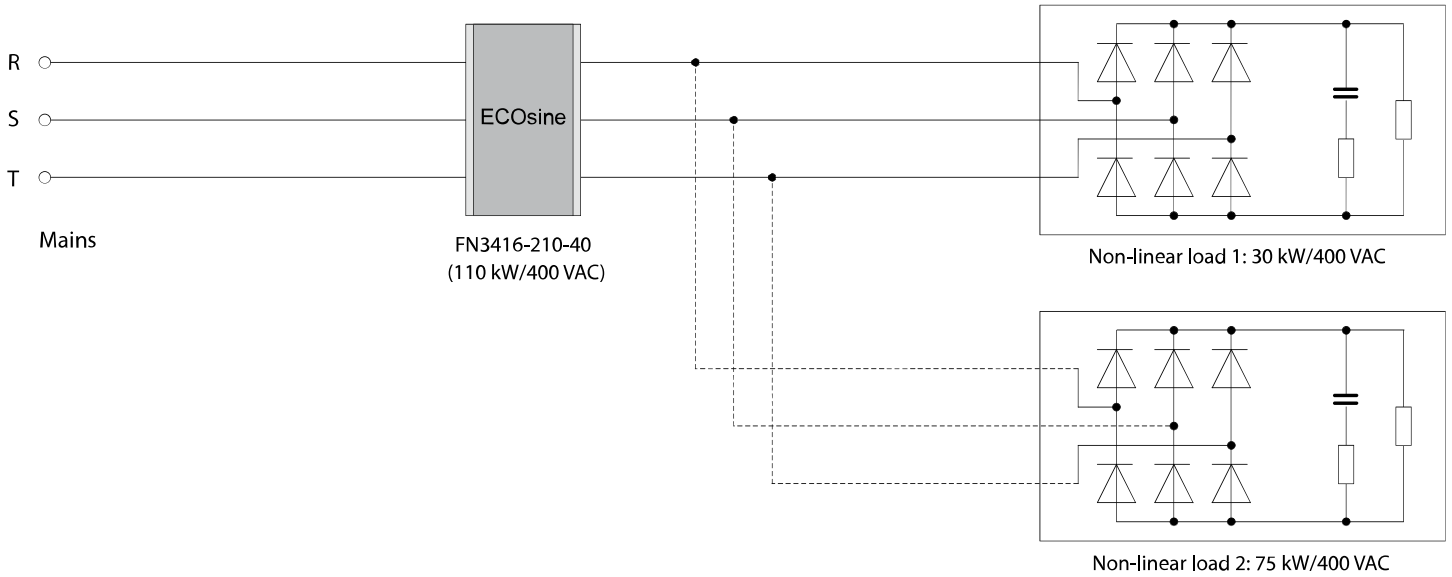 R
S
T
Mains
ECOsine
FN3416-210-40
(110 kW/400 VAC)
Non-linear load 1: 30 kW/400 VAC
Non-linear load 2: 75 kW/400 VAC